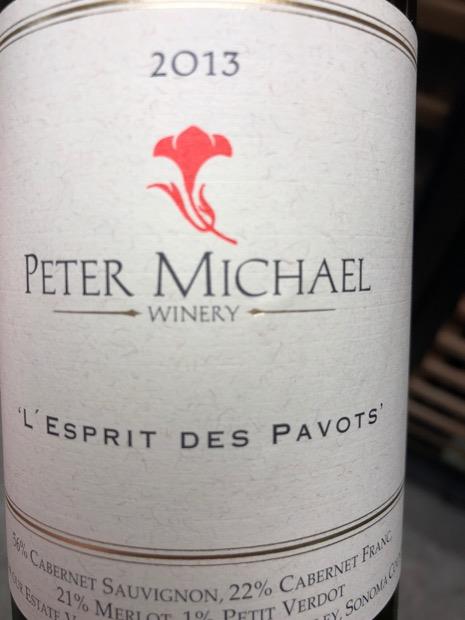 2013
PETER MICHAEL
WINERY
'L'ESPRIT DES PAVOTS'
56% CABERNET SAUVIGNON, 22% CABERNET FRANC
21% MERLOT, 1% PETIT VERDOT
OUR ESTATE SONOMA